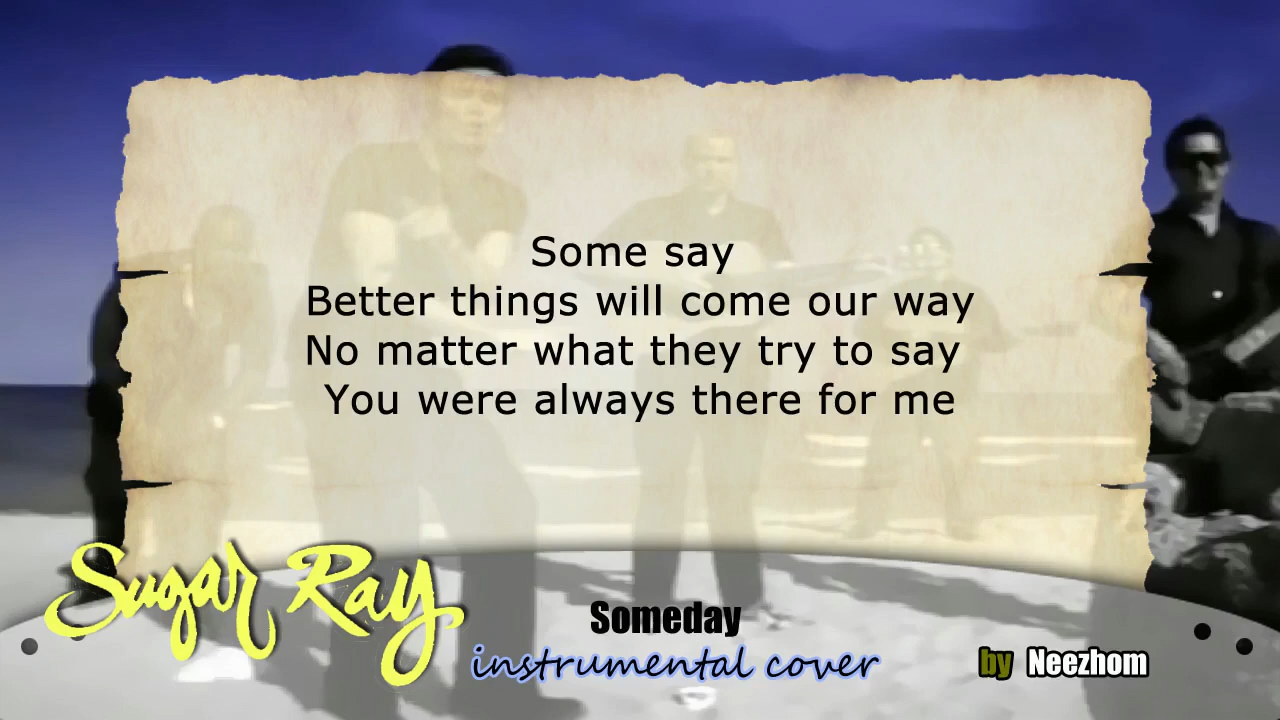 Some say
Better things will come our way
No matter what they try to say
You were always there for me
Sugar Ray
Someday
instrumental cover
by Neezhom